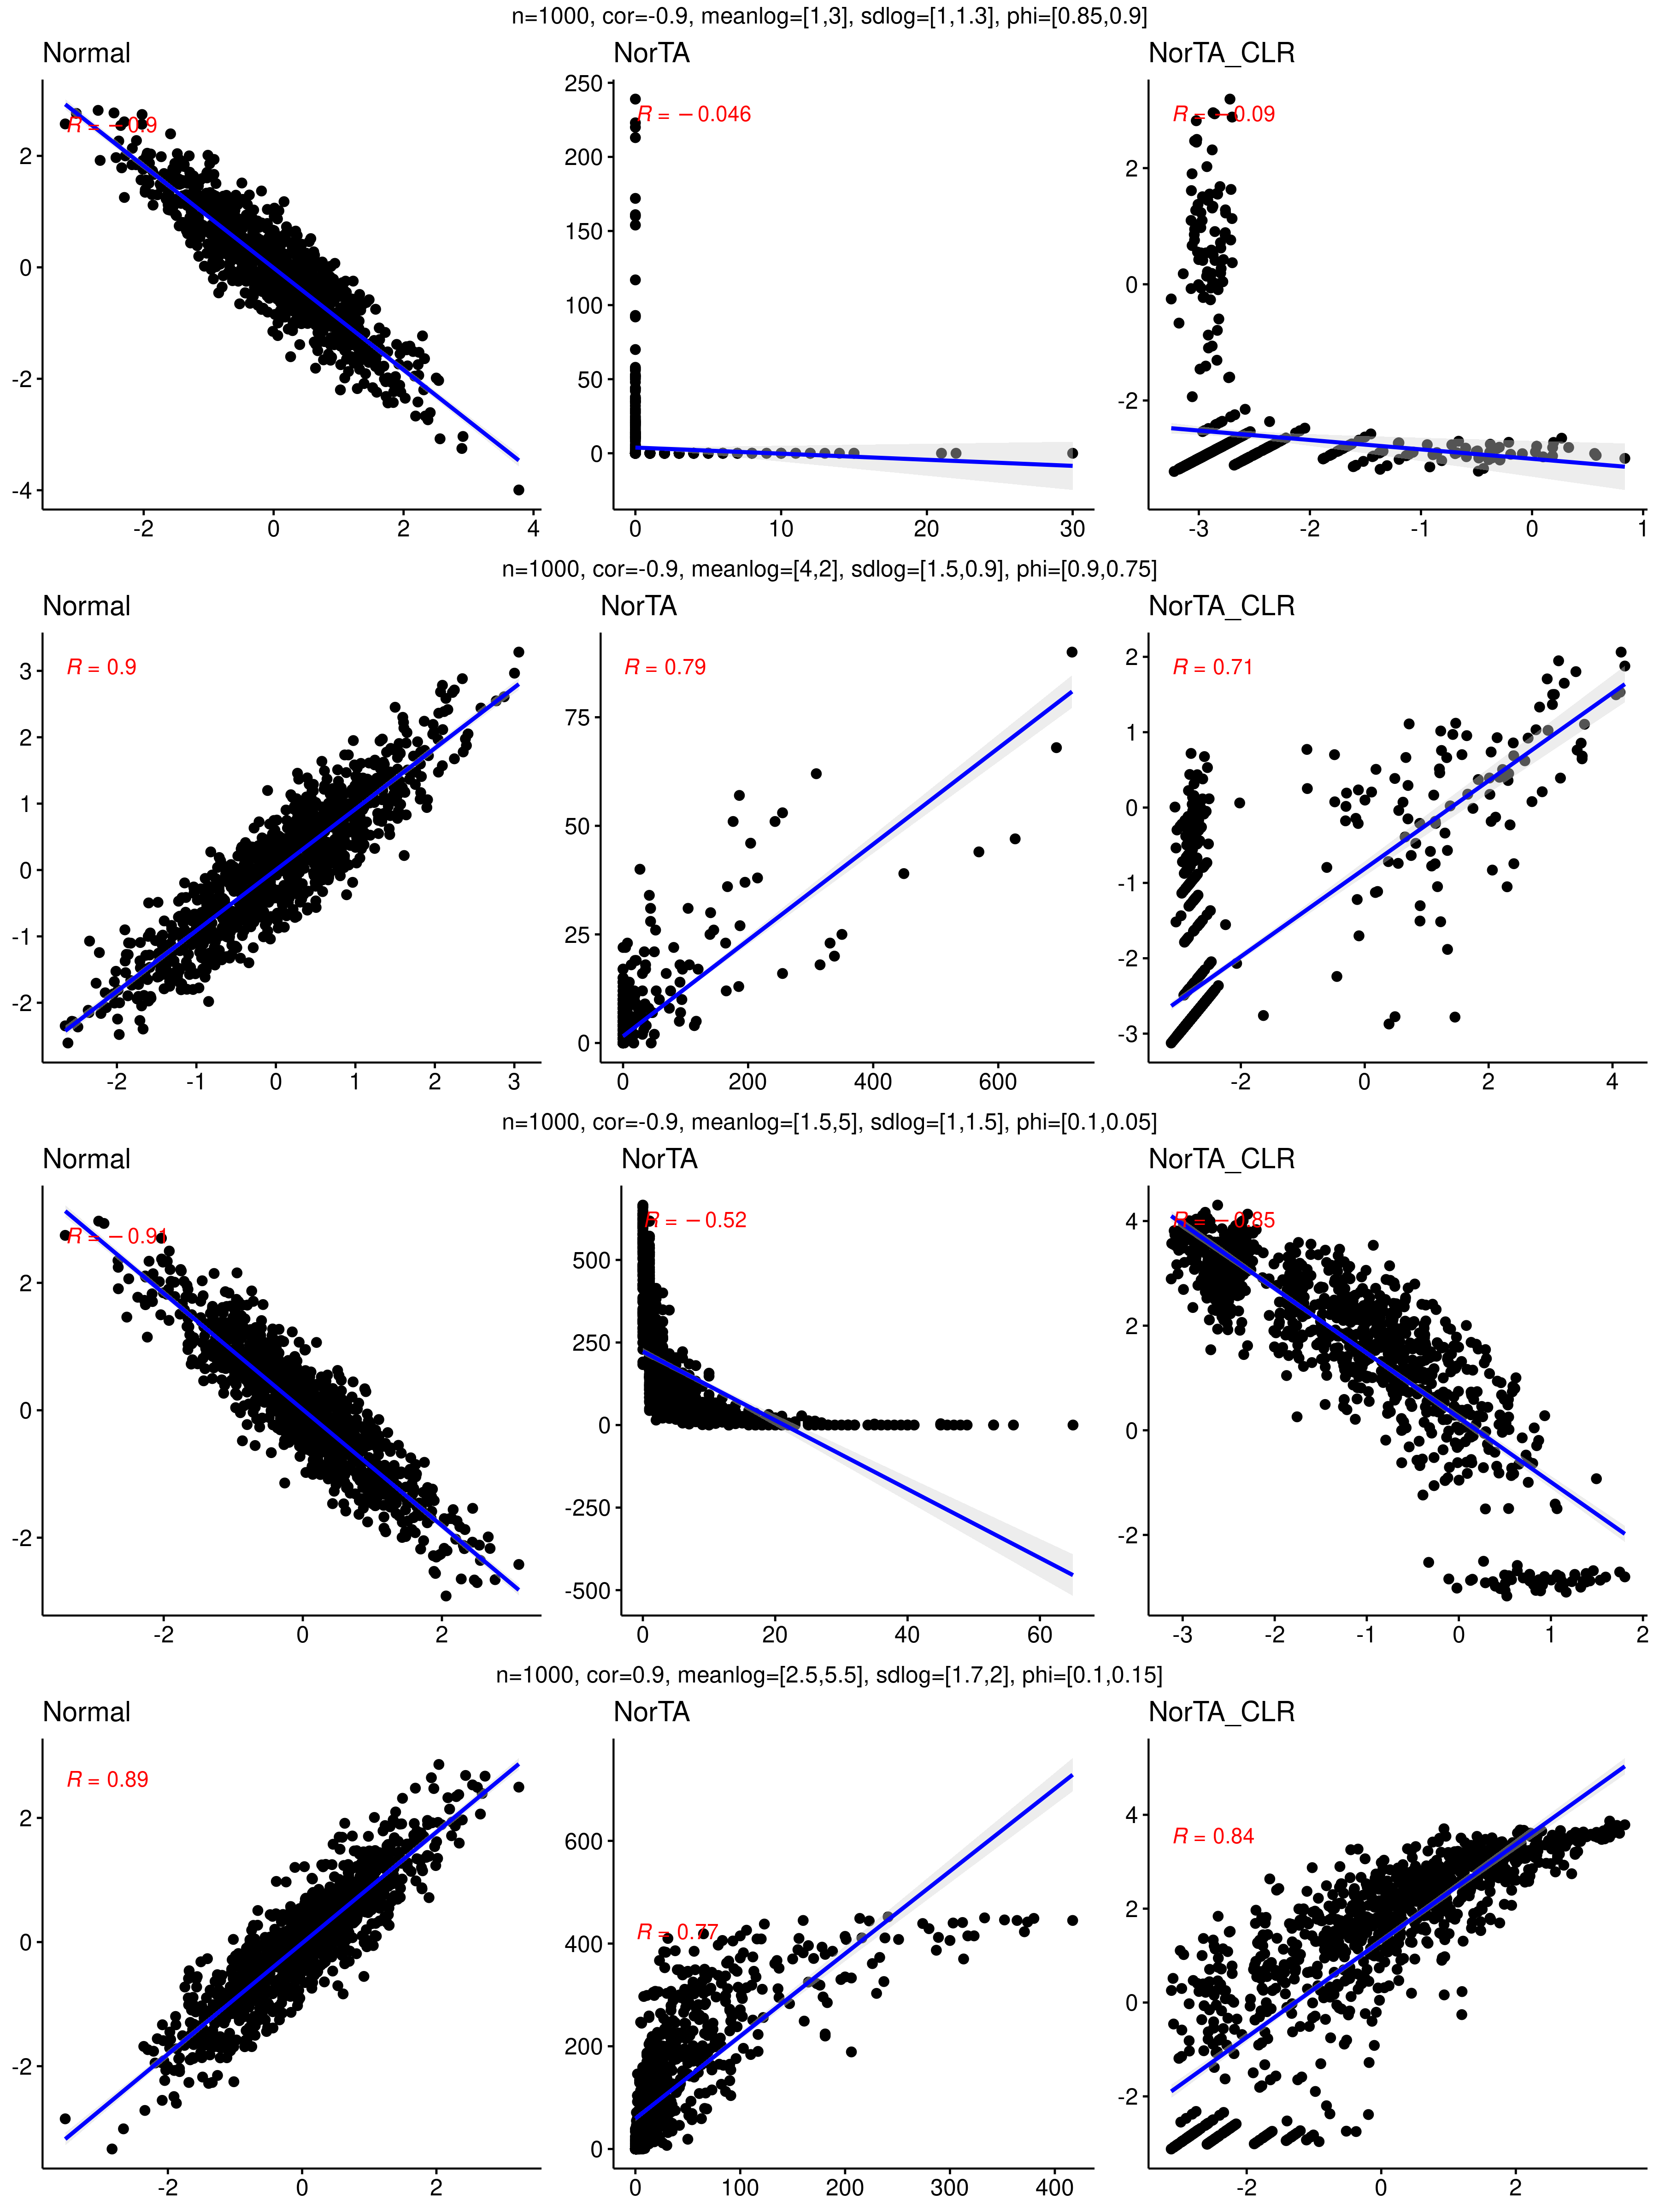 n=1000, cor=-0.9, meanlog=[1,3], sdlog=[1,1.3], phi=[0.85,0.9]
Normal NorTA NorTA_CLR
R = −0.9 R = −0.046 R = −0.09
2 0 -2 -4
-2 0 2 4
250 200 150 100 50 0
0 10 20 30
2 0 -2
-3 -2 -1 0 1
n=1000, cor=-0.9, meanlog=[4,2], sdlog=[1.5,0.9], phi=[0.9,0.75]
Normal NorTA NorTA_CLR
R = 0.9 R = 0.79 R = 0.71
3 2 1 0 -1 -2
-2 -1 0 1 2 3
75 50 25 0
0 200 400 600
2 1 0 -1 -2 -3
-2 0 2 4
n=1000, cor=-0.9, meanlog=[1.5,5], sdlog=[1,1.5], phi=[0.1,0.05]
Normal NorTA NorTA_CLR
R = −0.91 R = −0.52 R = −0.85
2 0 -2
-2 0 2
500 250 0 -250 -500
0 20 40 60
4 2 0 -2
-3 -2 -1 0 1 2
n=1000, cor=0.9, meanlog=[2.5,5.5], sdlog=[1.7,2], phi=[0.1,0.15]
Normal NorTA NorTA_CLR
R = 0.89 R = 0.77 R = 0.84
2 0 -2
-2 0 2
600 400 200 0
0 100 200 300 400
4 2 0 -2
-2 0 2